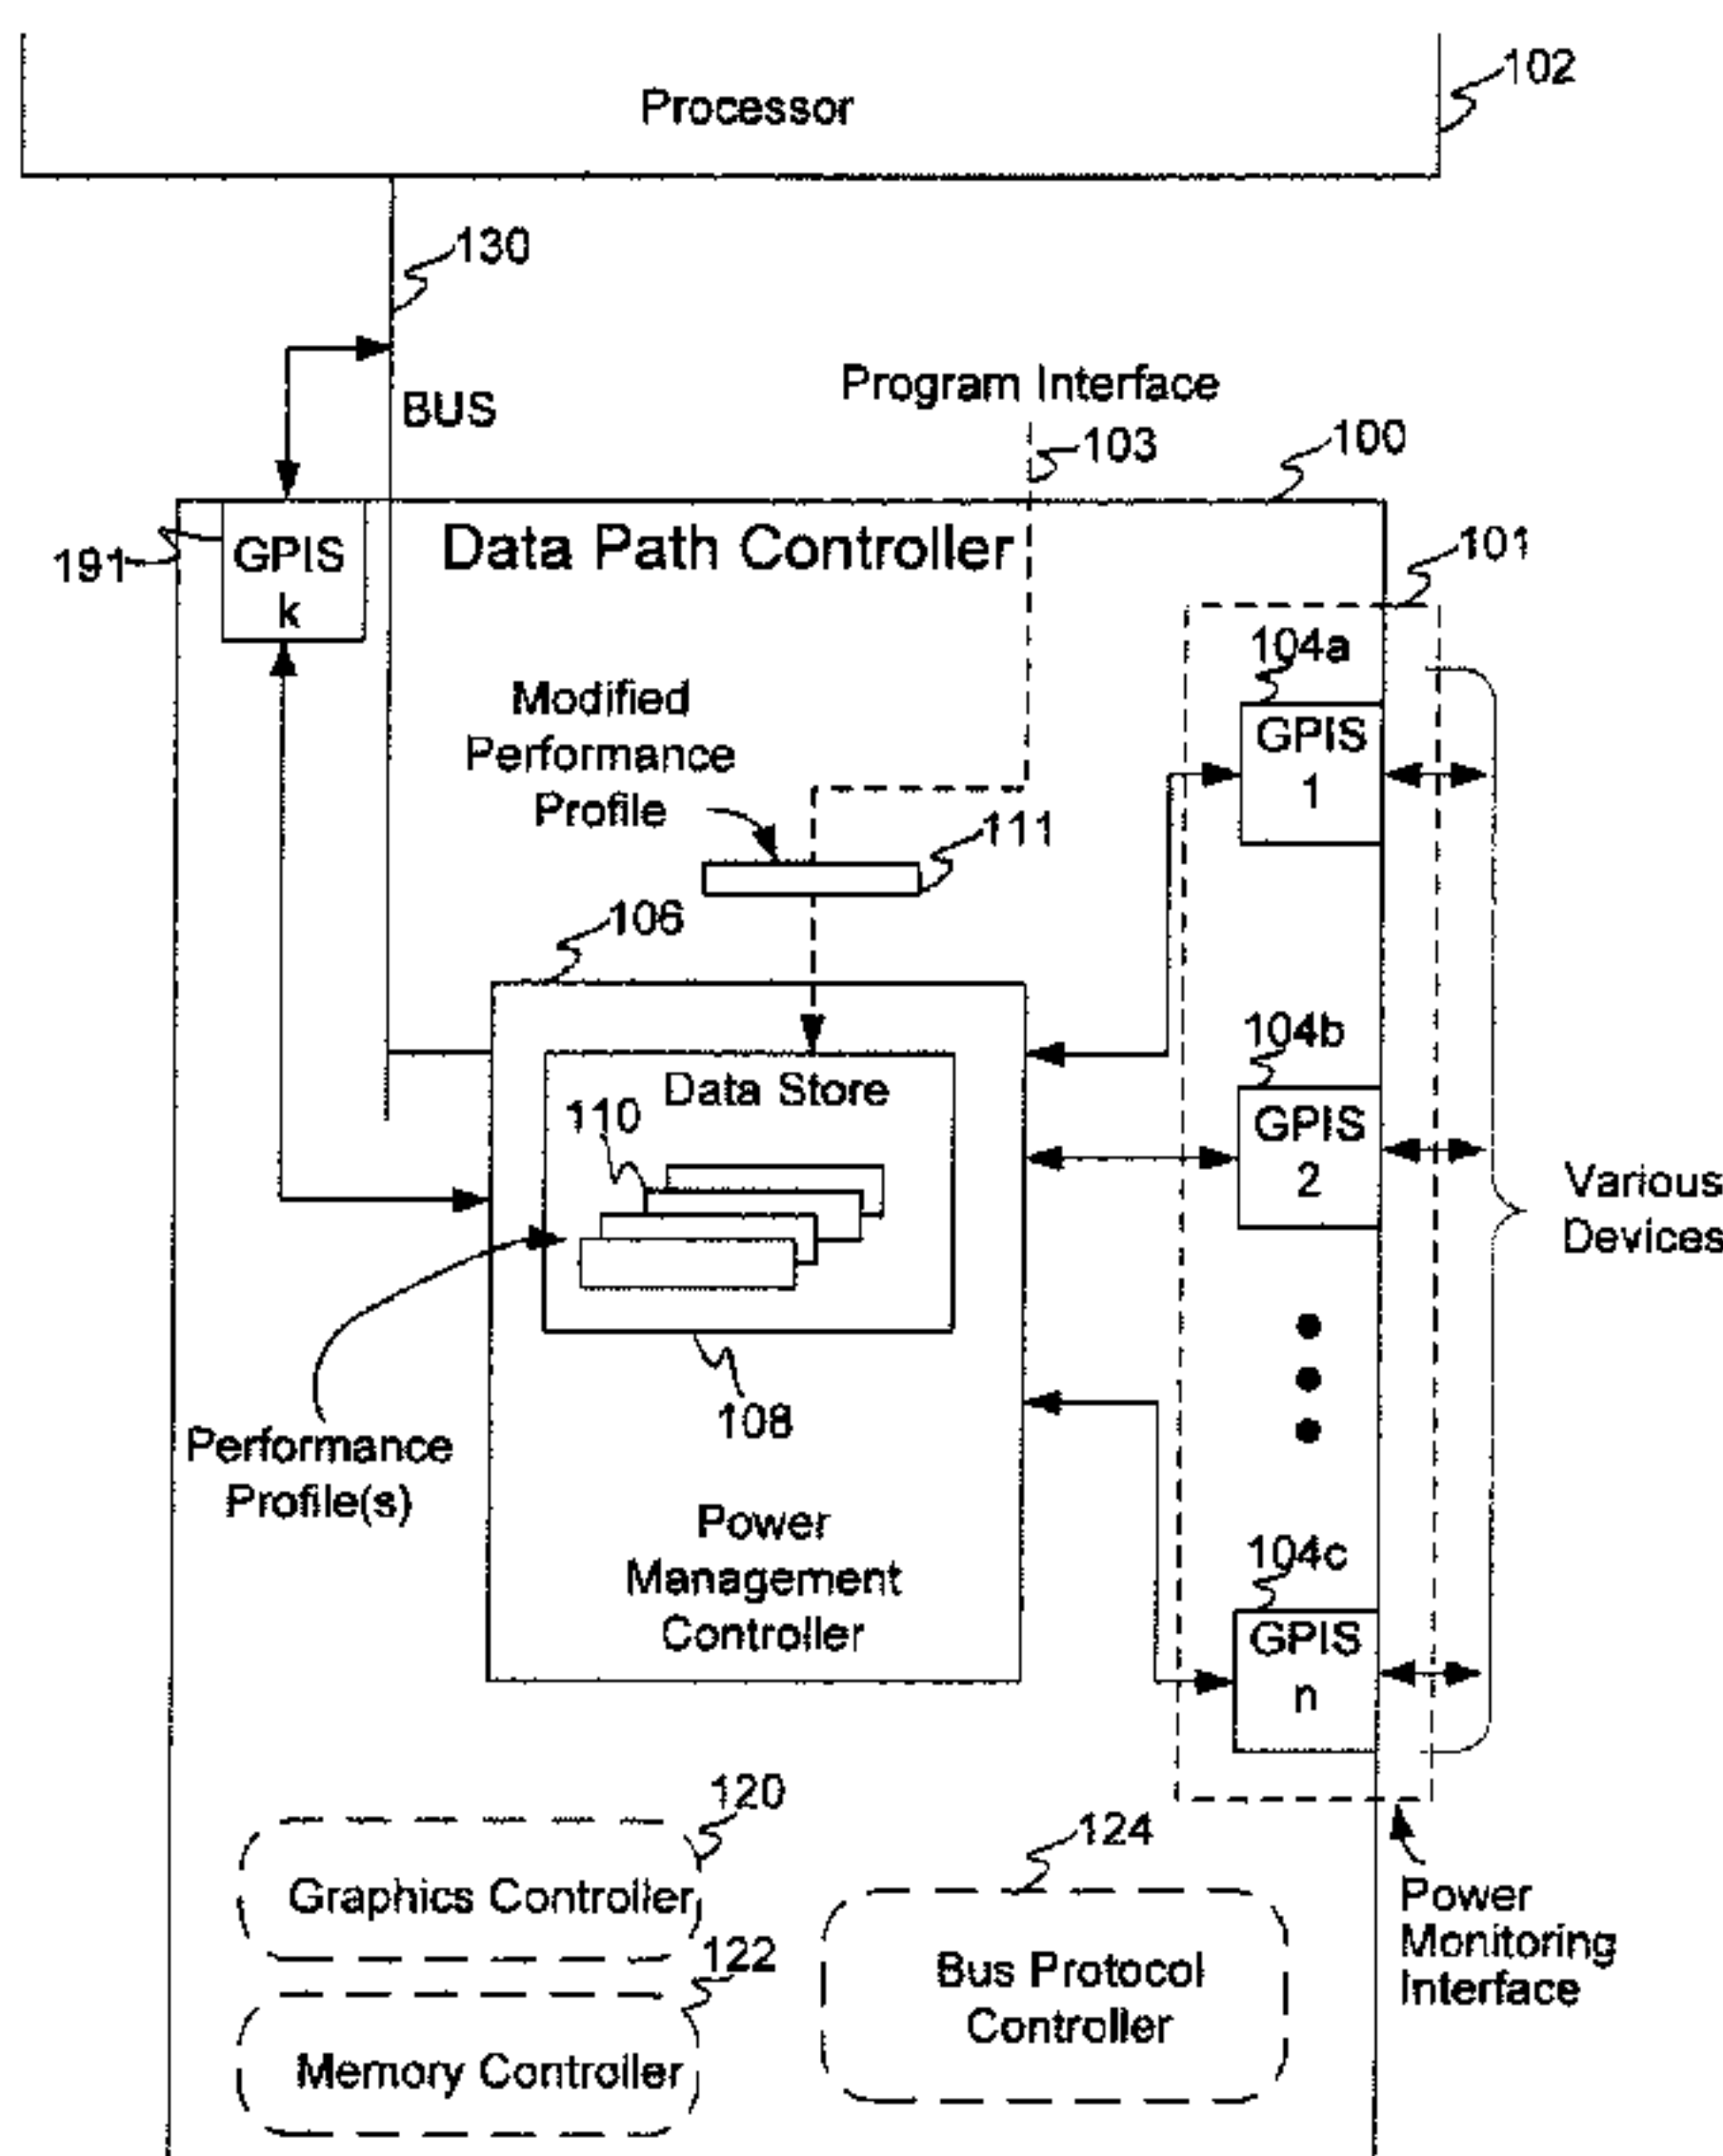 Processor
102
130
BUS
Program Interface
103
100
191
GPIS
k
Data Path Controller
101
104a
GPIS
1
Modified
Performance
Profile
111
106
104b
GPIS
2
Data Store
110
Various
Devices
108
Performance
Profile(s)
Power
Management
Controller
104c
GPIS
n
120
Graphics Controller
124
122
Bus Protocol
Controller
Power
Monitoring
Interface
Memory Controller